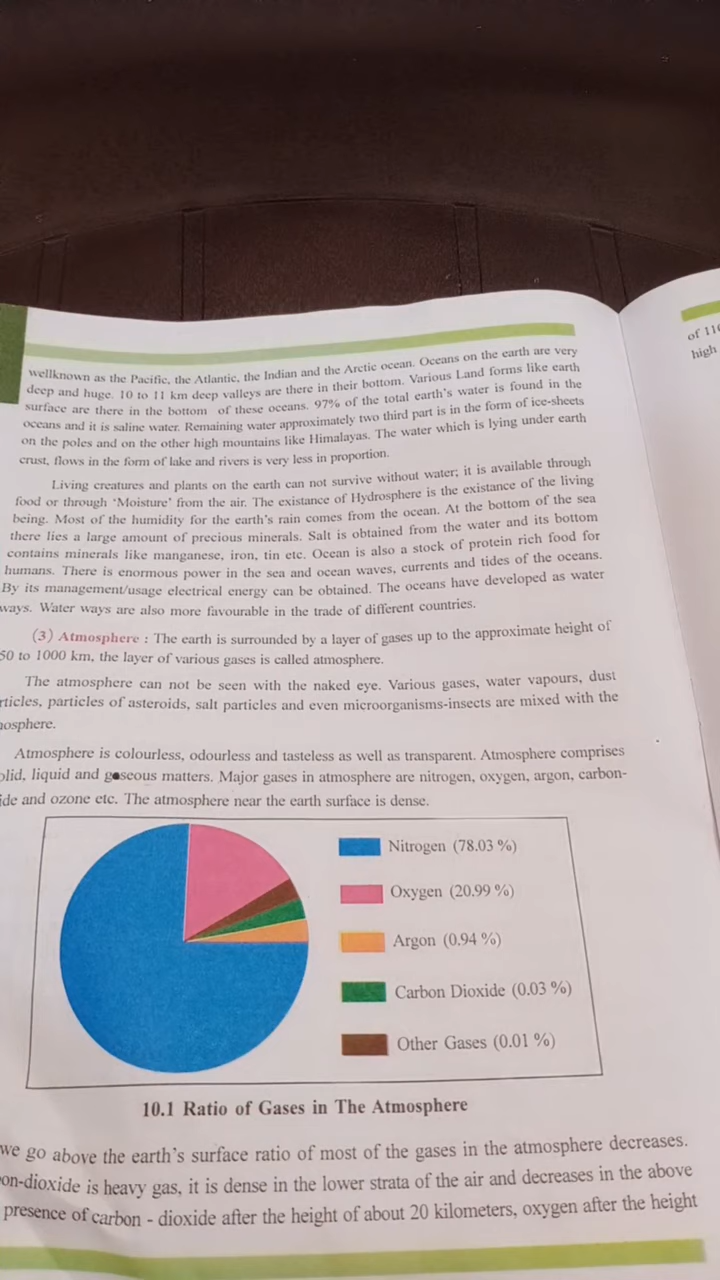 wellknown as the Pacific, the Atlantic, the Indian and the Arctic ocean. Oceans on the earth are very
deep and huge. 10 to 11 km deep valleys are there in their bottom. Various Land forms like earth
surface are there in the bottom of these oceans. 97% of the total earth's water is found in the
oceans and it is saline water. Remaining water approximately two third part is in the form of ice-sheets
on the poles and on the other high mountains like Himalayas. The water which is lying under earth
crust, flows in the form of lake and rivers is very less in proportion.
Living creatures and plants on the earth can not survive without water; it is available through
food or through 'Moisture' from the air. The existance of Hydrosphere is the existance of the living
being. Most of the humidity for the earth's rain comes from the ocean. At the bottom of the sea
there lies a large amount of precious minerals. Salt is obtained from the water and its bottom
contains minerals like manganese, iron, tin etc. Ocean is also a stock of protein rich food for
humans. There is enormous power in the sea and ocean waves, currents and tides of the oceans.
By its management/usage electrical energy can be obtained. The oceans have developed as water
ways. Water ways are also more favourable in the trade of different countries.
(3) Atmosphere : The earth is surrounded by a layer of gases up to the approximate height of
50 to 1000 km, the layer of various gases is called atmosphere.
The atmosphere can not be seen with the naked eye. Various gases, water vapours, dust
rticles, particles of asteroids, salt particles and even microorganisms-insects are mixed with the
nosphere.
Atmosphere is colourless, odourless and tasteless as well as transparent. Atmosphere comprises
olid, liquid and gaseous matters. Major gases in atmosphere are nitrogen, oxygen, argon, carbon-
ide and ozone etc. The atmosphere near the earth surface is dense.
Nitrogen (78.03 %)
Oxygen (20.99 %)
Argon (0.94 %)
Carbon Dioxide (0.03 %)
Other Gases (0.01 %)
10.1 Ratio of Gases in The Atmosphere
we go above the earth's surface ratio of most of the gases in the atmosphere decreases.
on-dioxide is heavy gas, it is dense in the lower strata of the air and decreases in the above
presence of carbon - dioxide after the height of about 20 kilometers, oxygen after the height
of 11
high